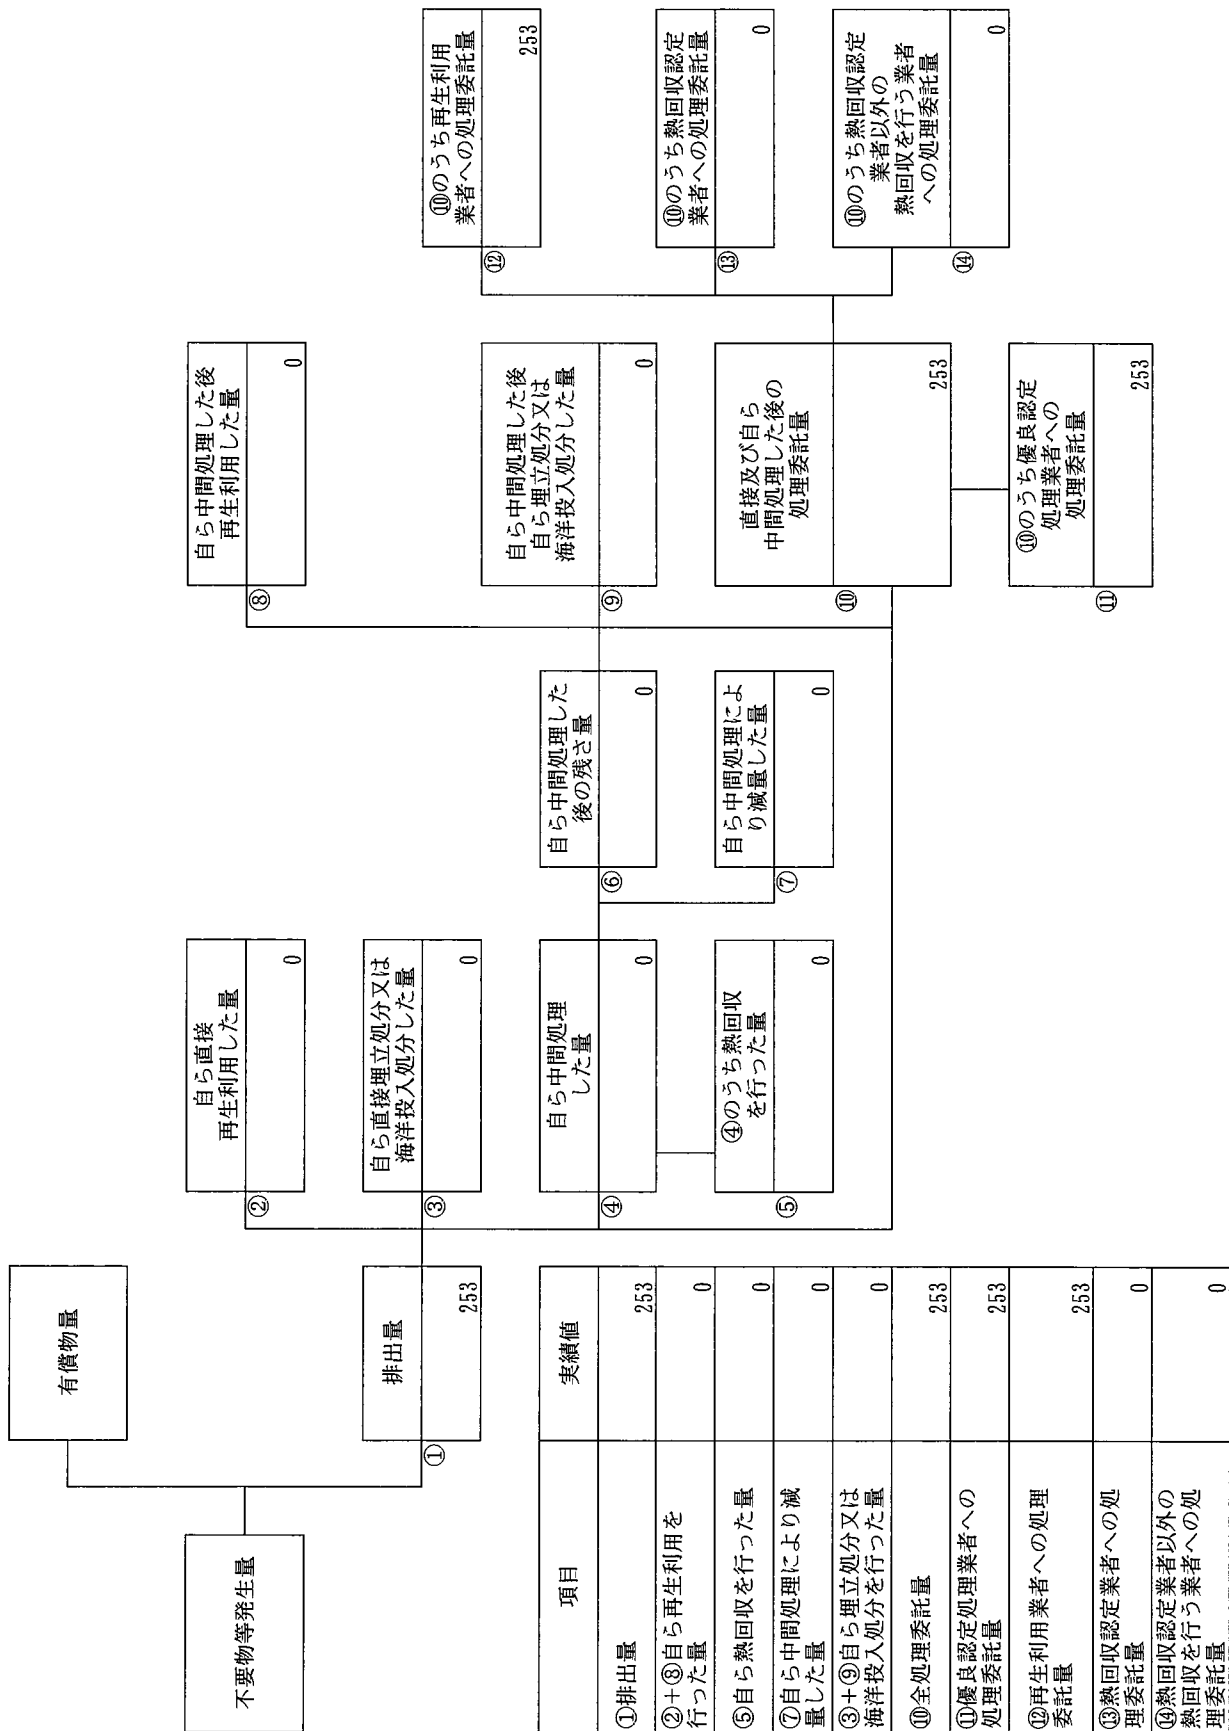 不要物等発生量
有償物量
排出量
①
253
自ら直接
再生利用した量
②
0
自ら直接埋立処分又は
海洋投入処分した量
③
0
自ら中間処理
した量
④
0
④のうち熱回収
を行った量
⑤
0
自ら中間処理した
後の残さ量
⑥
0
自ら中間処理によ
り減量した量
⑦
0
自ら中間処理した後
再生利用した量
⑧
0
自ら中間処理した後
自ら埋立処分又は
海洋投入処分した量
⑨
0
直接及び自ら
中間処理した後の
処理委託量
⑩
253
⑩のうち優良認定
処理業者への
処理委託量
⑪
253
⑩のうち再生利用
業者への処理委託量
⑫
253
⑩のうち熱回収認定
業者への処理委託量
⑬
0
⑩のうち熱回収認定
業者以外の
熱回収を行う業者
への処理委託量
⑭
0
項目 実績値
①排出量 253
②+⑧自ら再生利用を
行った量 0
⑤自ら熱回収を行った量 0
⑦自ら中間処理により減
量した量 0
③+⑨自ら埋立処分又は
海洋投入処分を行った量 0
⑩全処理委託量 253
⑪優良認定処理業者への
処理委託量 253
⑫再生利用業者への処理
委託量 253
⑬熱回収認定業者への処
理委託量 0
⑭熱回収認定業者以外の
熱回収を行う業者への処
理委託量 0